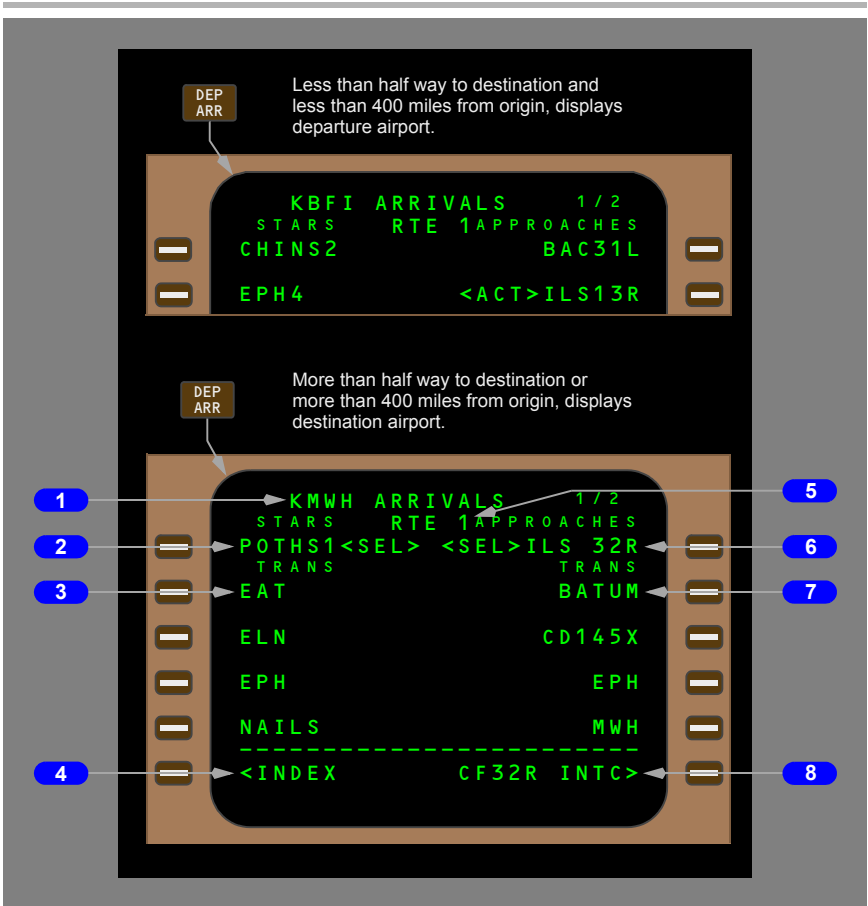 DEP
ARR
Less than half way to destination and
less than 400 miles from origin, displays
departure airport.
KBFI ARRIVALS 1/2
STARS RTE 1 APPROACHES
CHINS2 BAC31L
EPH4 <ACT>ILS13R
DEP
ARR
More than half way to destination or
more than 400 miles from origin, displays
destination airport.
1 KMWH ARRIVALS 1/2 5
STARS RTE 1 APPROACHES
2 POTHS1<SEL> <SEL>ILS 32R 6
TRANS TRANS
3 EAT BATUM 7
ELN CD145X
EPH EPH
NAILS MWH
--------------------------
4 <INDEX CF32R INTC> 8